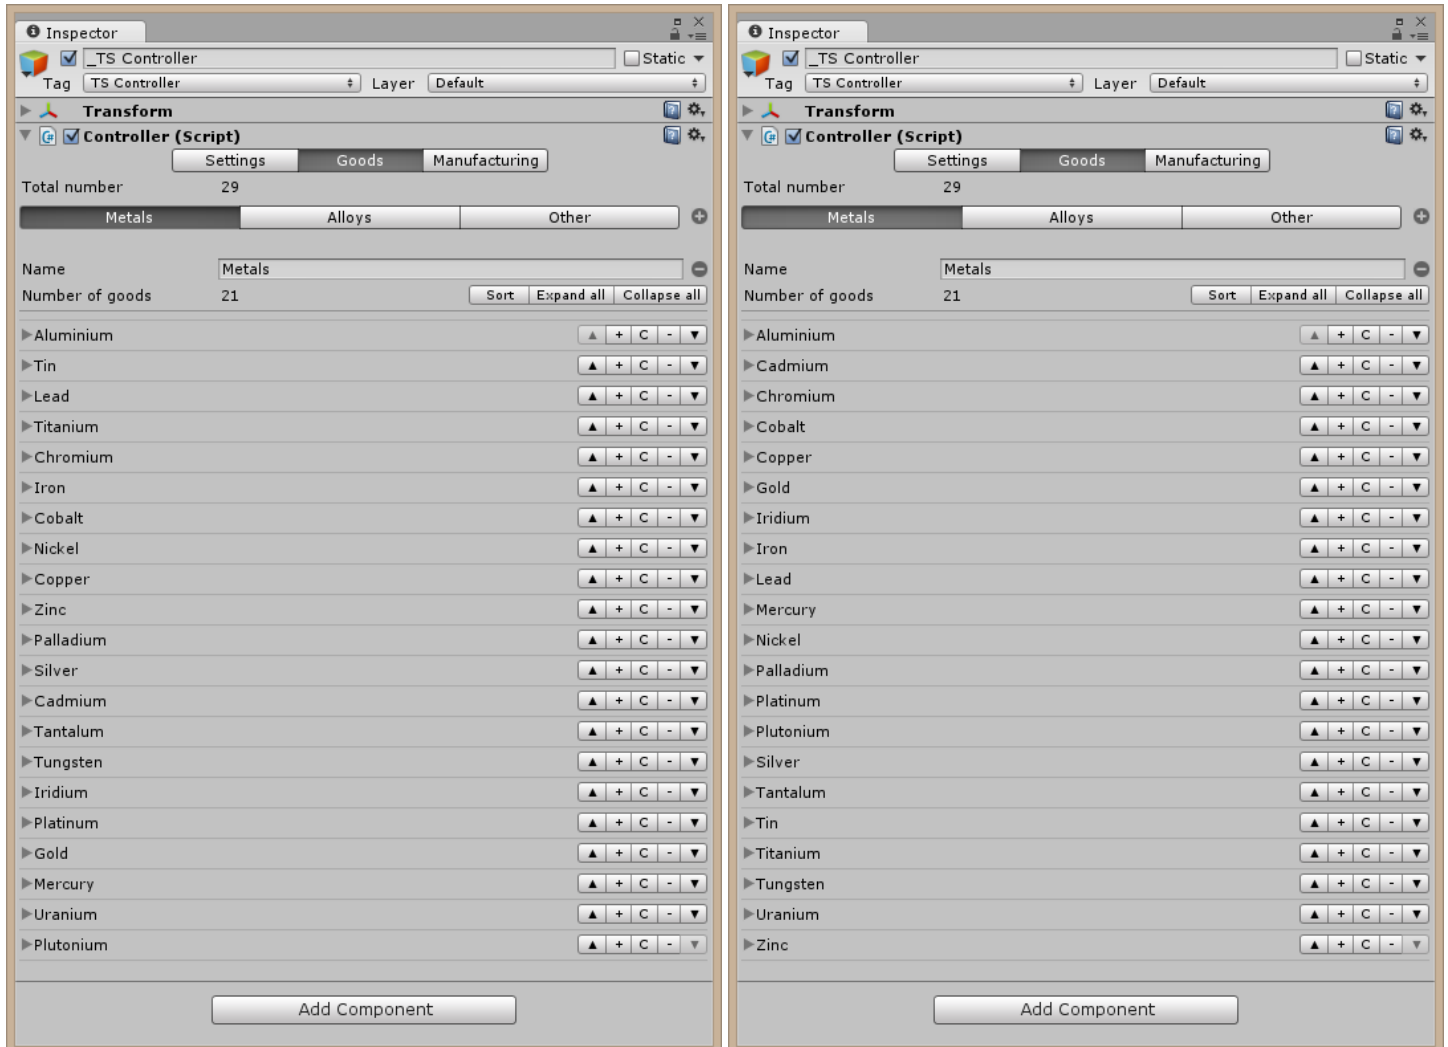 Inspector
_TS Controller Static
Tag TS Controller Layer Default
Transform
Controller (Script)
Settings Goods Manufacturing
Total number 29
Metals Alloys Other
Name Metals
Number of goods 21 Sort Expand all Collapse all
Aluminium + C -
Tin + C -
Lead + C -
Titanium + C -
Chromium + C -
Iron + C -
Cobalt + C -
Nickel + C -
Copper + C -
Zinc + C -
Palladium + C -
Silver + C -
Cadmium + C -
Tantalum + C -
Tungsten + C -
Iridium + C -
Platinum + C -
Gold + C -
Mercury + C -
Uranium + C -
Plutonium + C -
Add Component
Inspector
_TS Controller Static
Tag TS Controller Layer Default
Transform
Controller (Script)
Settings Goods Manufacturing
Total number 29
Metals Alloys Other
Name Metals
Number of goods 21 Sort Expand all Collapse all
Aluminium + C -
Cadmium + C -
Chromium + C -
Cobalt + C -
Copper + C -
Gold + C -
Iridium + C -
Iron + C -
Lead + C -
Mercury + C -
Nickel + C -
Palladium + C -
Platinum + C -
Plutonium + C -
Silver + C -
Tantalum + C -
Tin + C -
Titanium + C -
Tungsten + C -
Uranium + C -
Zinc + C -
Add Component